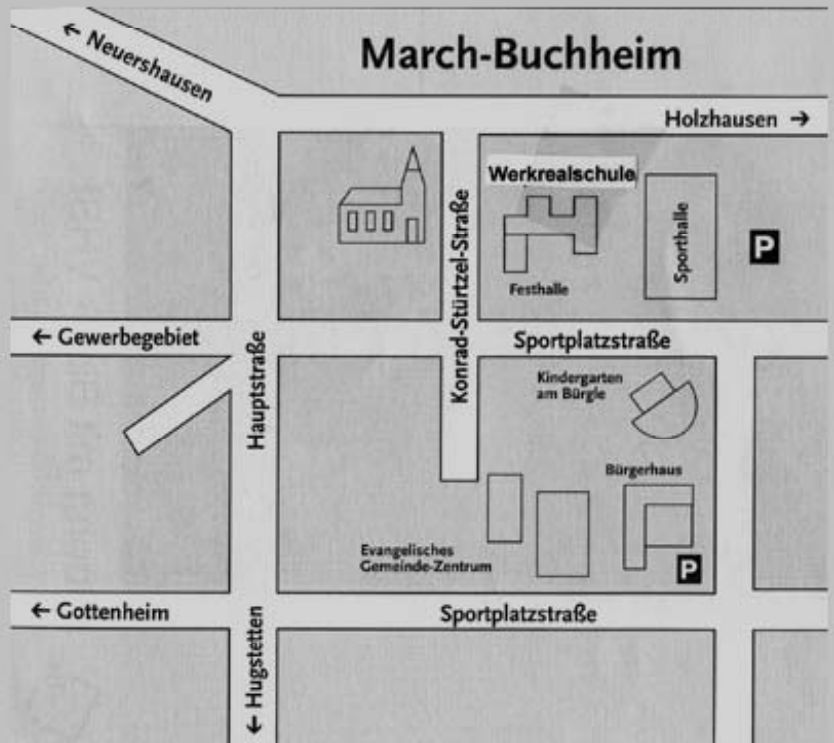 ← Neuershausen
March-Buchheim
Holzhausen →
Werkrealschule
Konrad-Stürtzel-Straße
Sporthalle
P
Festhalle
← Gewerbegebiet
Sportplatzstraße
Hauptstraße
Kindergarten
am Bürgle
Bürgerhaus
Evangelisches
Gemeinde-Zentrum
P
← Gottenheim
Sportplatzstraße
← Hugstetten